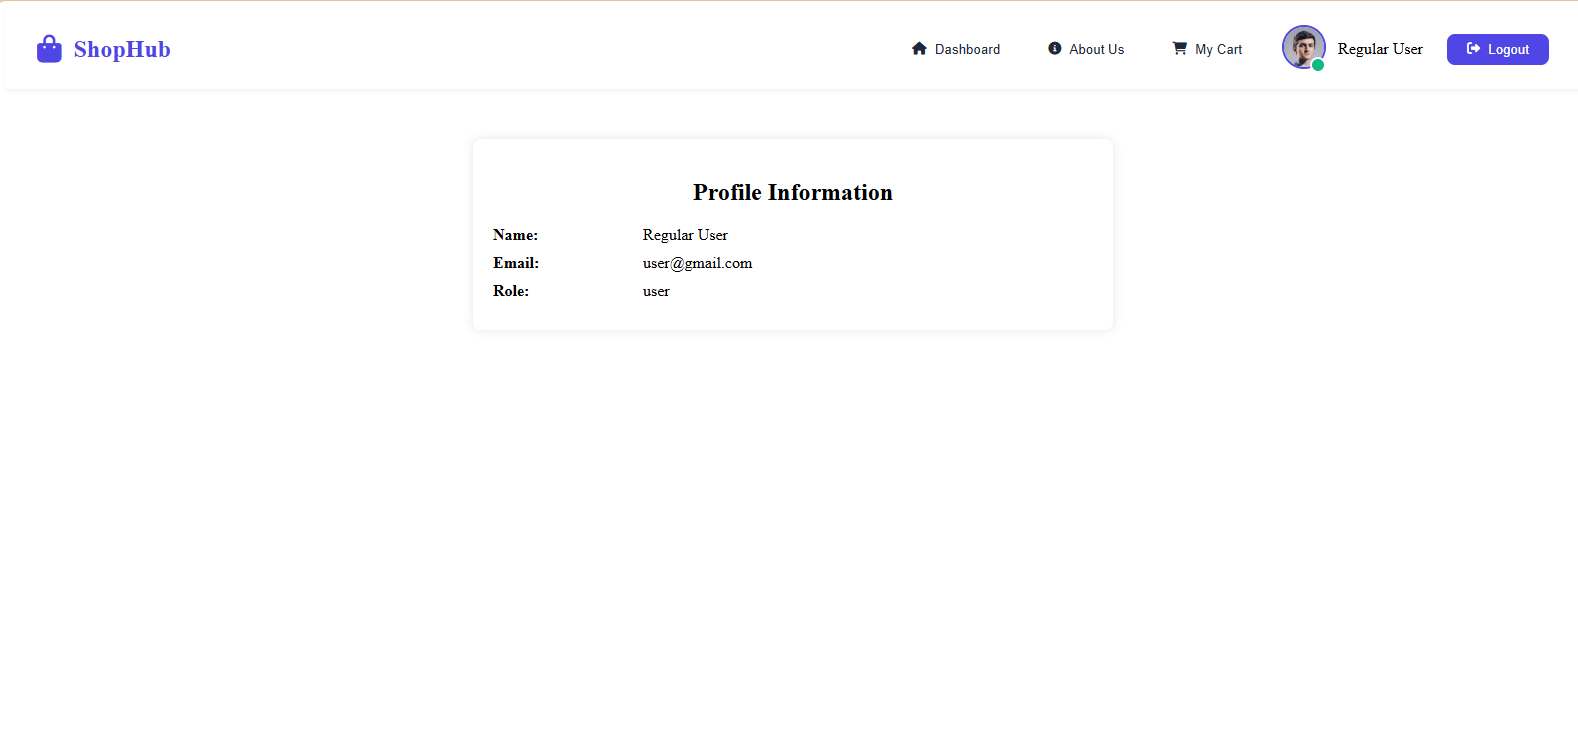 ShopHub
Dashboard
About Us
My Cart
Regular User
Logout
Profile Information
Name: Regular User
Email: user@gmail.com
Role: user